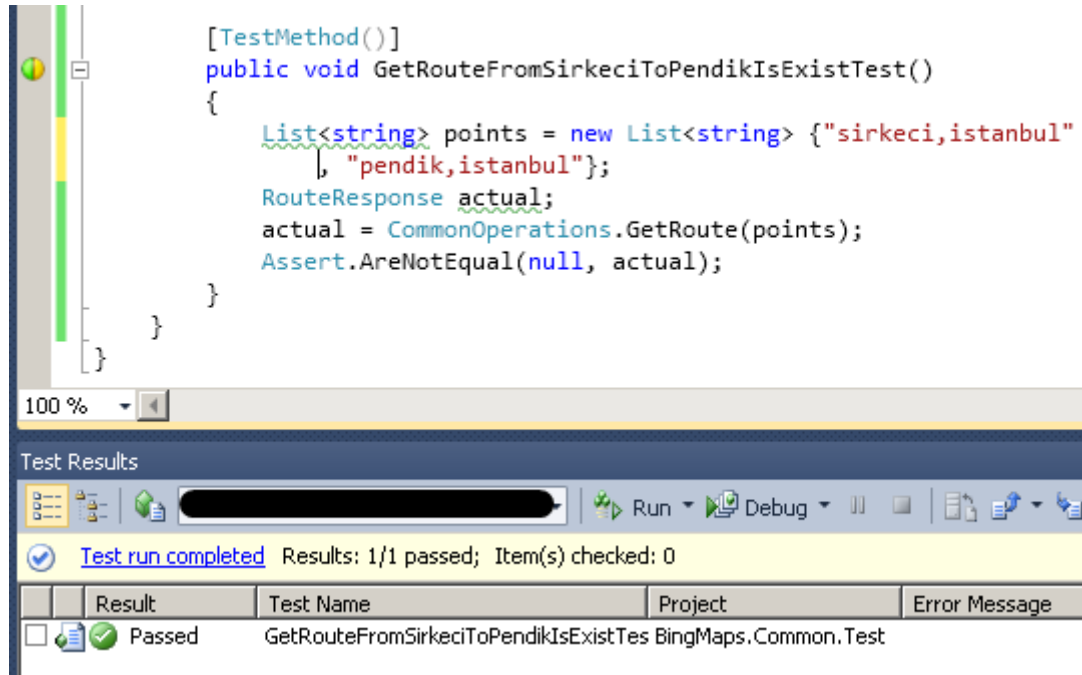 [TestMethod()]
public void GetRouteFromSirkeciToPendikIsExistTest()
{
List<string> points = new List<string> {"sirkeci,istanbul"
, "pendik,istanbul"};
RouteResponse actual;
actual = CommonOperations.GetRoute(points);
Assert.AreNotEqual(null, actual);
}
}
}
100 %
Test Results
Run Debug
Test run completed Results: 1/1 passed; Item(s) checked: 0
Result Test Name Project Error Message
Passed GetRouteFromSirkeciToPendikIsExistTes BingMaps.Common.Test